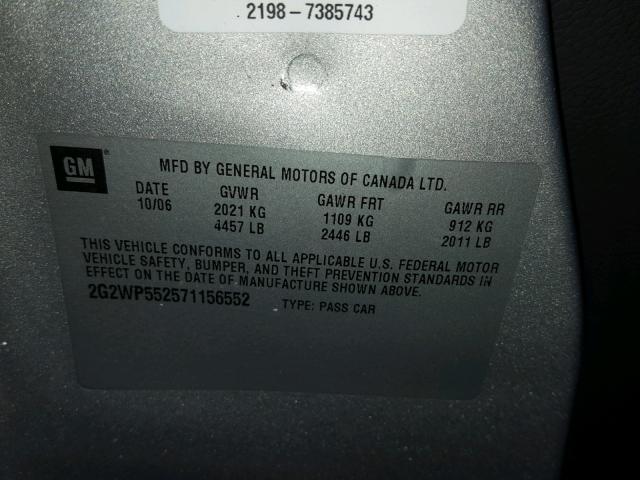 2198-7385743
GM®
MFD BY GENERAL MOTORS OF CANADA LTD.
DATE GVWR GAWR FRT GAWR RR
10/06 2021 KG 1109 KG 912 KG
4457 LB 2446 LB 2011 LB
THIS VEHICLE CONFORMS TO ALL APPLICABLE U.S. FEDERAL MOTOR
VEHICLE SAFETY, BUMPER, AND THEFT PREVENTION STANDARDS IN
EFFECT ON THE DATE OF MANUFACTURE SHOWN ABOVE.
2G2WP552571156552 TYPE: PASS CAR